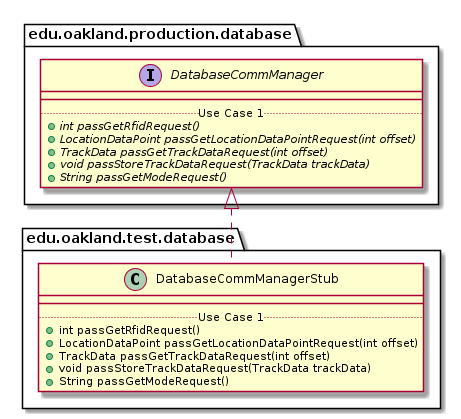 edu.oakland.production.database
I DatabaseCommManager
Use Case 1
int passGetRfidRequest()
LocationDataPoint passGetLocationDataPointRequest(int offset)
TrackData passGetTrackDataRequest(int offset)
void passStoreTrackDataRequest(TrackData trackData)
String passGetModeRequest()
edu.oakland.test.database
C DatabaseCommManagerStub
Use Case 1
int passGetRfidRequest()
LocationDataPoint passGetLocationDataPointRequest(int offset)
TrackData passGetTrackDataRequest(int offset)
void passStoreTrackDataRequest(TrackData trackData)
String passGetModeRequest()